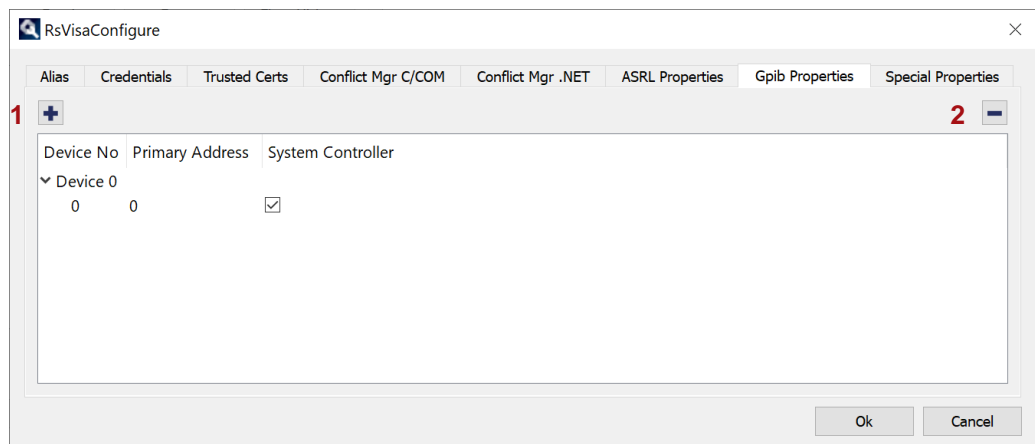 RsVisaConfigure
Alias Credentials Trusted Certs Conflict Mgr C/COM Conflict Mgr .NET ASRL Properties Gpib Properties Special Properties
1 2
Device No Primary Address System Controller
Device 0
0 0
Ok Cancel